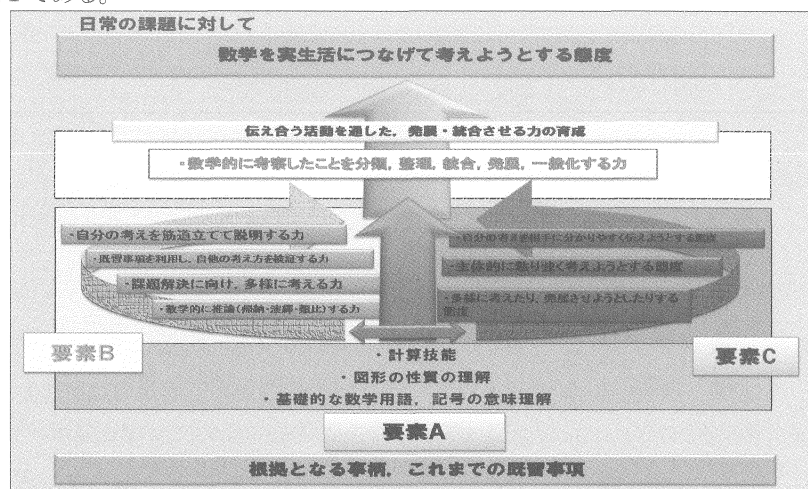 である。
日常の課題に対して
数学を実生活につなげて考えようとする態度
伝え合う活動を通した，発展・統合させる力の育成
・数学的に考察したことを分類，整理，統合，発展，一般化する力
・自分の考えを筋道立てて説明する力
・既習事項を利用し，自他の考え方を検証する力
・課題解決に向け，多様に考える力
・数学的に推論（帰納・演繹・類比）する力
・自分の考えを相手に分かりやすく伝えようとする態度
・主体的に粘り強く考えようとする態度
・多様に考えたり，発展させようとしたりする
態度
要素B
要素C
・計算技能
・図形の性質の理解
・基礎的な数学用語，記号の意味理解
要素A
根拠となる事柄，これまでの既習事項